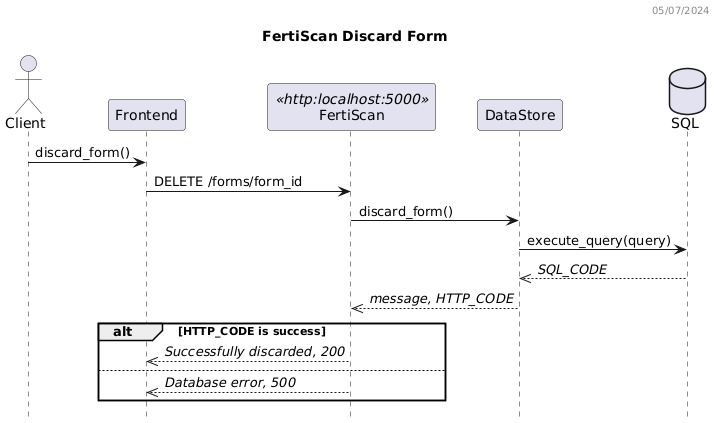 05/07/2024
FertiScan Discard Form
Client
Frontend
«http:localhost:5000»
FertiScan
DataStore
SQL
discard_form()
DELETE /forms/form_id
discard_form()
execute_query(query)
SQL_CODE
message, HTTP_CODE
alt [HTTP_CODE is success]
Successfully discarded, 200
Database error, 500